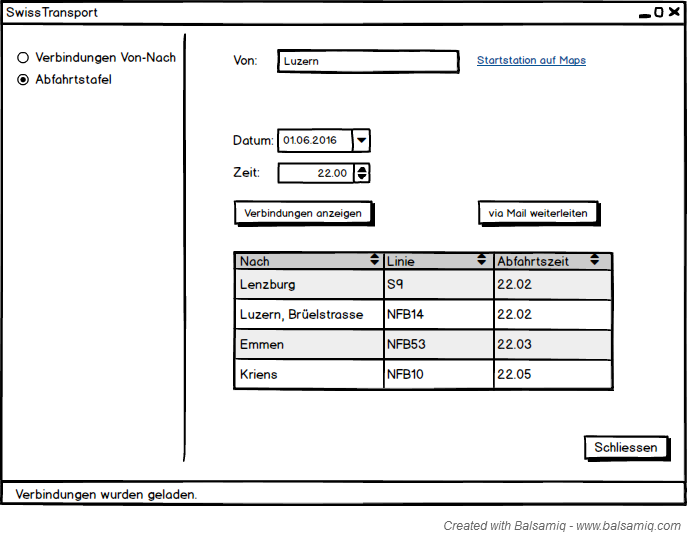 SwissTransport
Verbindungen Von-Nach
Abfahrtstafel
Von: Luzern Startstation auf Maps
Datum: 01.06.2016
Zeit: 22.00
Verbindungen anzeigen via Mail weiterleiten
Nach Linie Abfahrtszeit
Lenzburg S9 22.02
Luzern, Brüelstrasse NFB14 22.02
Emmen NFB53 22.03
Kriens NFB10 22.05
Schliessen
Verbindungen wurden geladen.
Created with Balsamiq - www.balsamiq.com